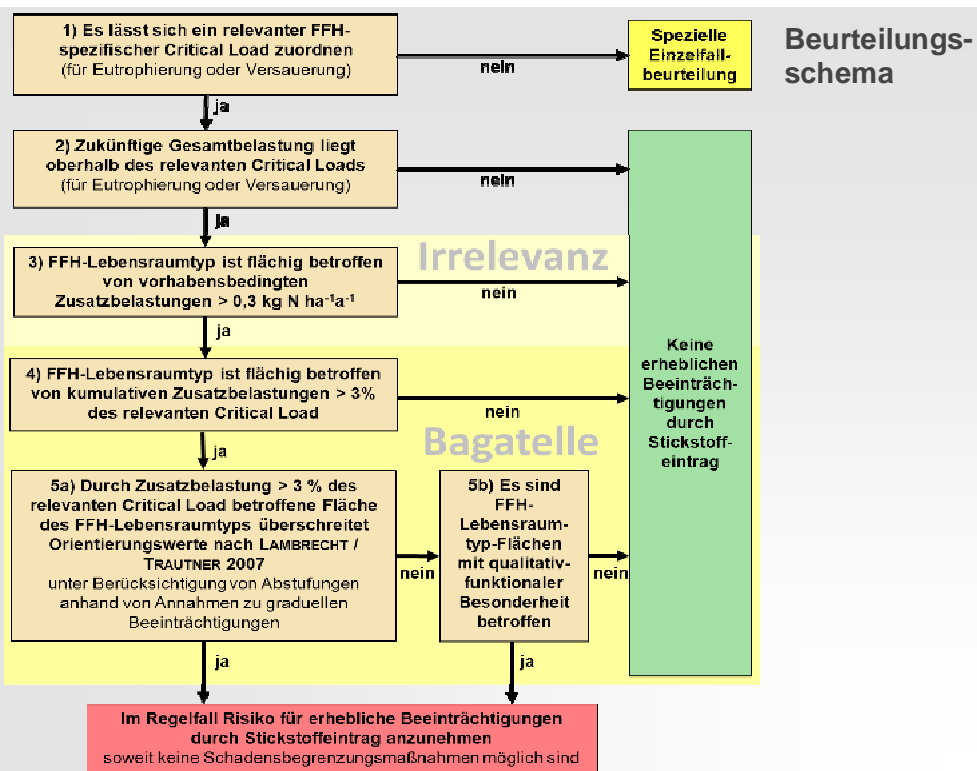 Beurteilungs-
schema
1) Es lässt sich ein relevanter FFH-
spezifischer Critical Load zuordnen
(für Eutrophierung oder Versauerung)
nein
Spezielle
Einzelfall-
beurteilung
ja
2) Zukünftige Gesamtbelastung liegt
oberhalb des relevanten Critical Loads
(für Eutrophierung oder Versauerung)
nein
ja
Irrelevanz
3) FFH-Lebensraumtyp ist flächig betroffen
von vorhabensbedingten
Zusatzbelastungen > 0,3 kg N ha⁻¹a⁻¹
nein
ja
4) FFH-Lebensraumtyp ist flächig betroffen
von kumulativen Zusatzbelastungen > 3%
des relevanten Critical Load
nein
Keine
erheblichen
Beeinträch-
tigungen
durch
Stickstoff-
eintrag
ja
Bagatelle
5a) Durch Zusatzbelastung > 3 % des
relevanten Critical Load betroffene Fläche
des FFH-Lebensraumtyps überschreitet
Orientierungswerte nach LAMBRECHT /
TRAUTNER 2007
unter Berücksichtigung von Abstufungen
anhand von Annahmen zu graduellen
Beeinträchtigungen
nein
5b) Es sind
FFH-
Lebensraum-
typ-Flächen
mit qualitativ-
funktionaler
Besonderheit
betroffen
nein
ja
ja
Im Regelfall Risiko für erhebliche Beeinträchtigungen
durch Stickstoffeintrag anzunehmen
soweit keine Schadensbegrenzungsmaßnahmen möglich sind